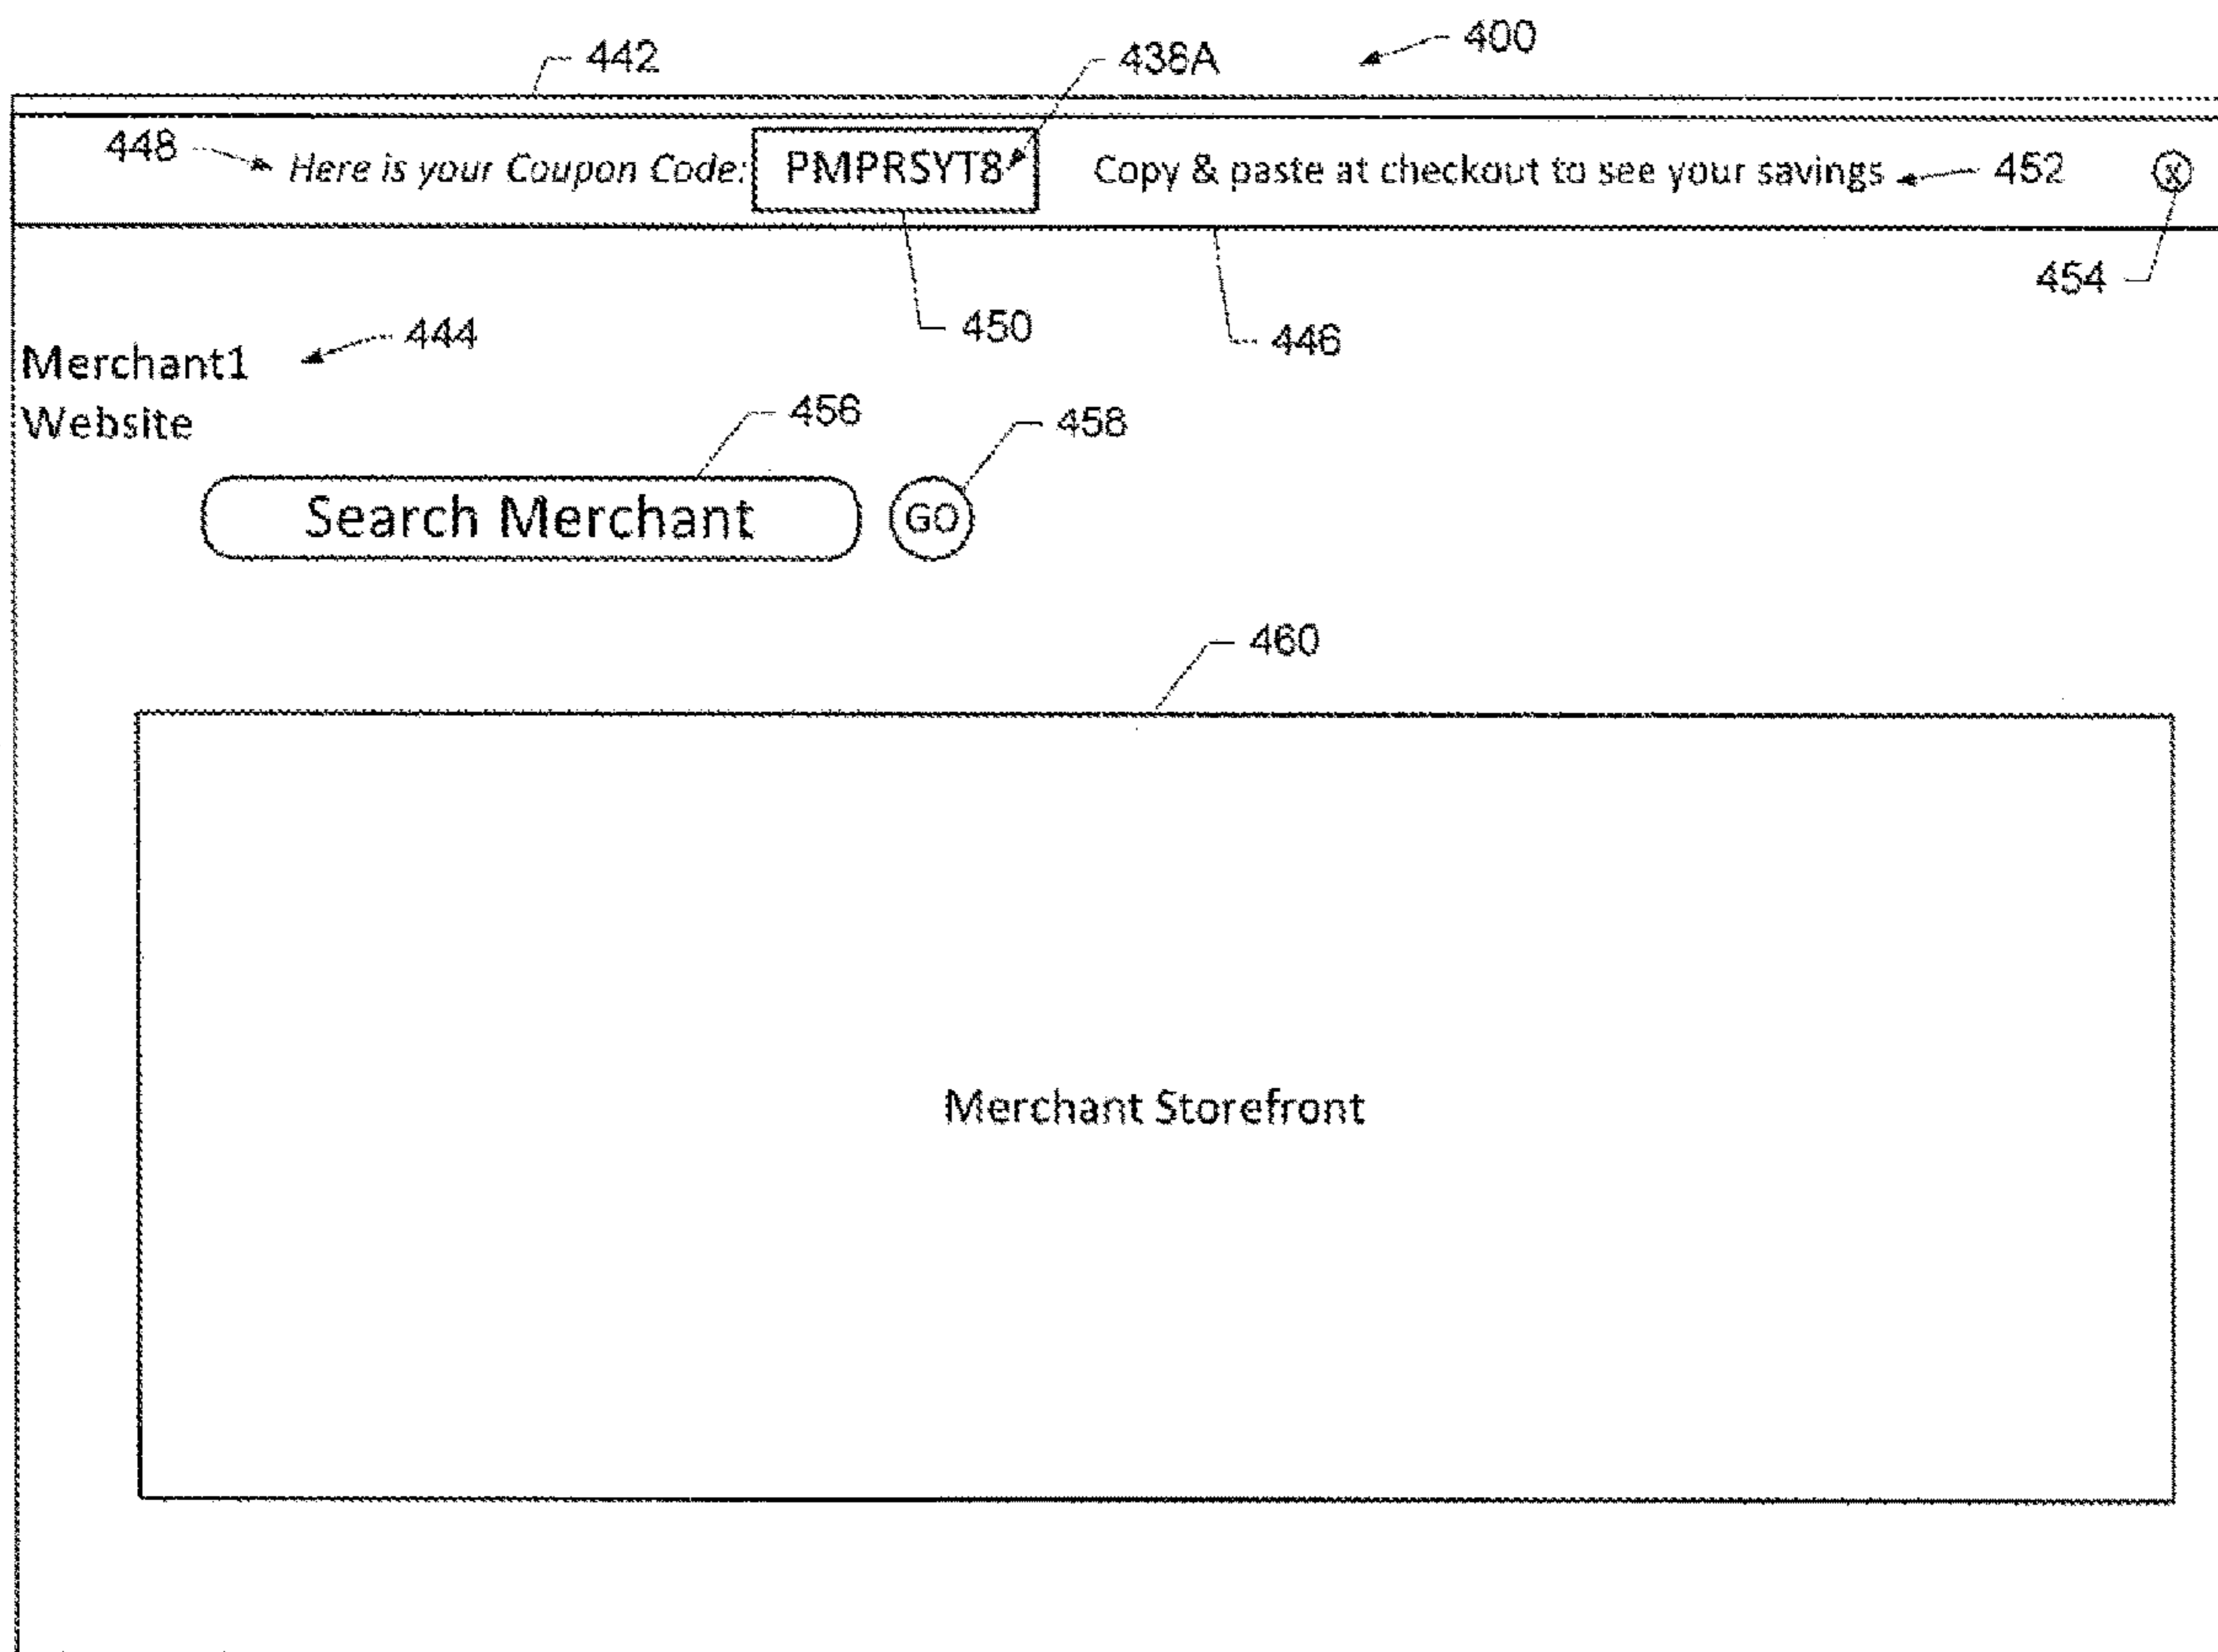 442 438A 400
448 Here is your Coupon Code: PMPRSYT8 Copy & paste at checkout to see your savings 452 x
454
450 446
Merchant1 444
Website
456 458
Search Merchant GO
460
Merchant Storefront